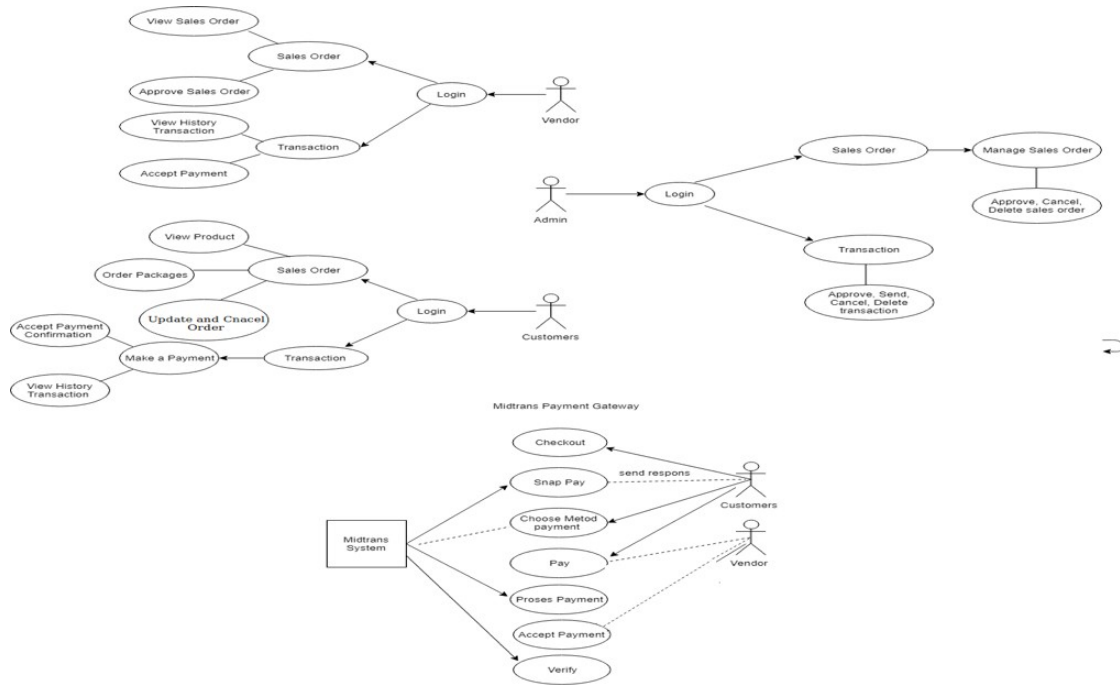 View Sales Order
Sales Order
Approve Sales Order
Login
Vendor
View History
Transaction
Transaction
Accept Payment
Sales Order
Manage Sales Order
Login
Admin
Approve, Cancel,
Delete sales order
Transaction
Approve, Send,
Cancel, Delete
transaction
View Product
Order Packages
Sales Order
Update and Cnacel
Order
Login
Customers
Accept Payment
Confirmation
Make a Payment
Transaction
View History
Transaction
Midtrans Payment Gateway
Checkout
send respons
Snap Pay
Customers
Choose Metod
payment
Midtrans
System
Pay
Vendor
Proses Payment
Accept Payment
Verify